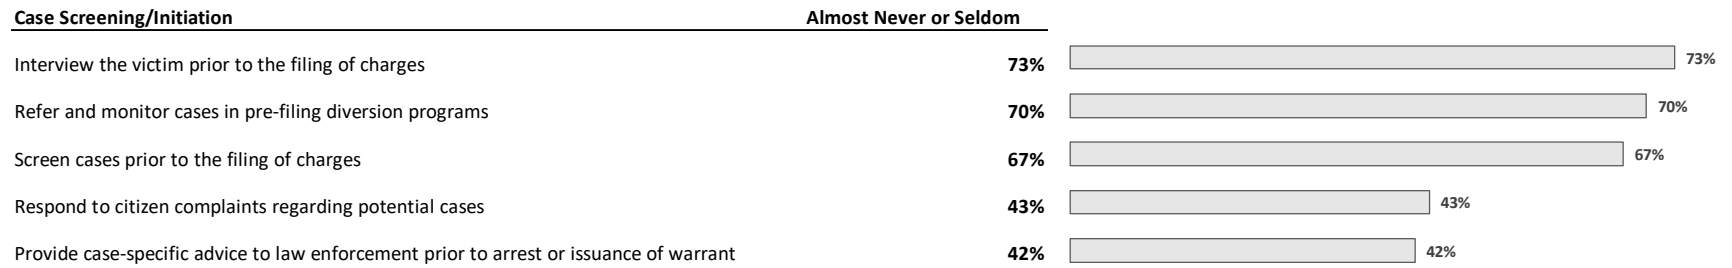 Case Screening/Initiation Almost Never or Seldom
Interview the victim prior to the filing of charges 73% 73%
Refer and monitor cases in pre-filing diversion programs 70% 70%
Screen cases prior to the filing of charges 67% 67%
Respond to citizen complaints regarding potential cases 43% 43%
Provide case-specific advice to law enforcement prior to arrest or issuance of warrant 42% 42%